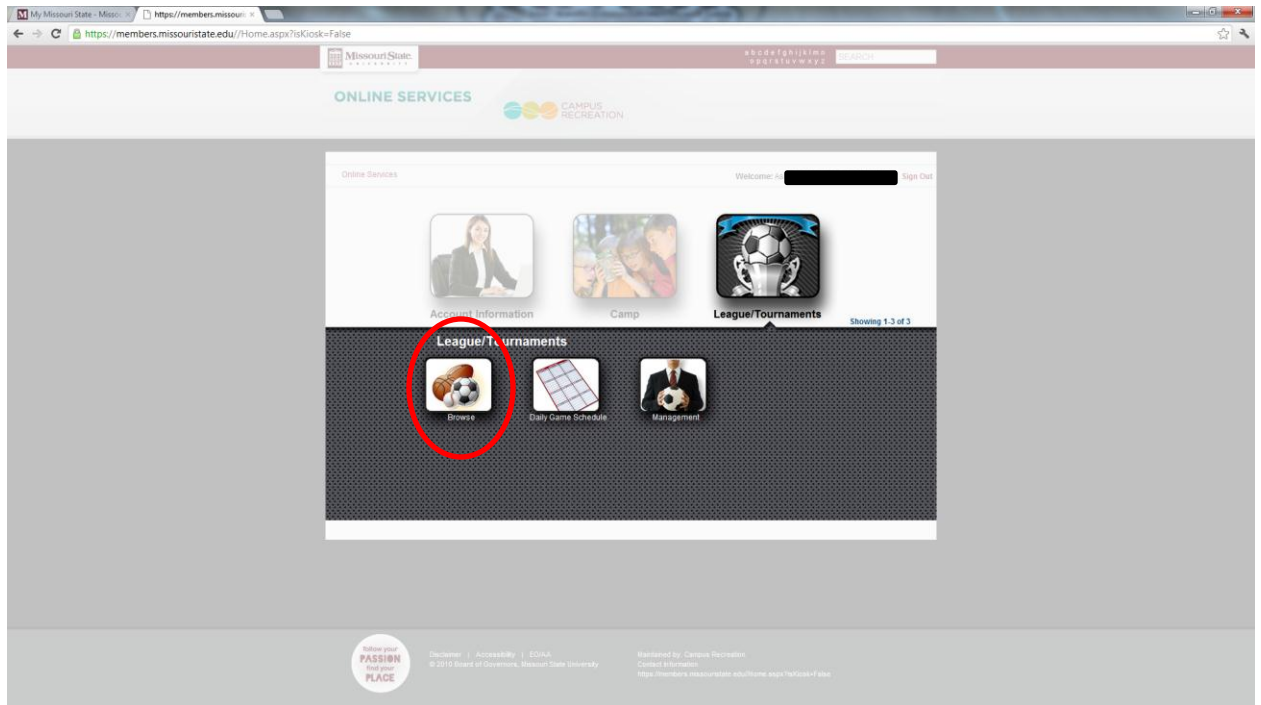 My Missouri State - Missou
https://members.missouri
https://members.missouristate.edu//Home.aspx?isKiosk=False
Missouri State.
UNIVERSITY
a b c d e f g h i j k l m n
o p q r s t u v w x y z
SEARCH
ONLINE SERVICES
CAMPUS
RECREATION
Online Services
Welcome: As
Sign Out
Account Information
Camp
League/Tournaments
Showing 1-3 of 3
League/Tournaments
Browse
Daily Game Schedule
Management
follow your
PASSION
find your
PLACE
Disclaimer | Accessibility | EO/AA
© 2010 Board of Governors, Missouri State University
Maintained by: Campus Recreation
Contact Information
https://members.missouristate.edu//home.aspx?isKiosk=False